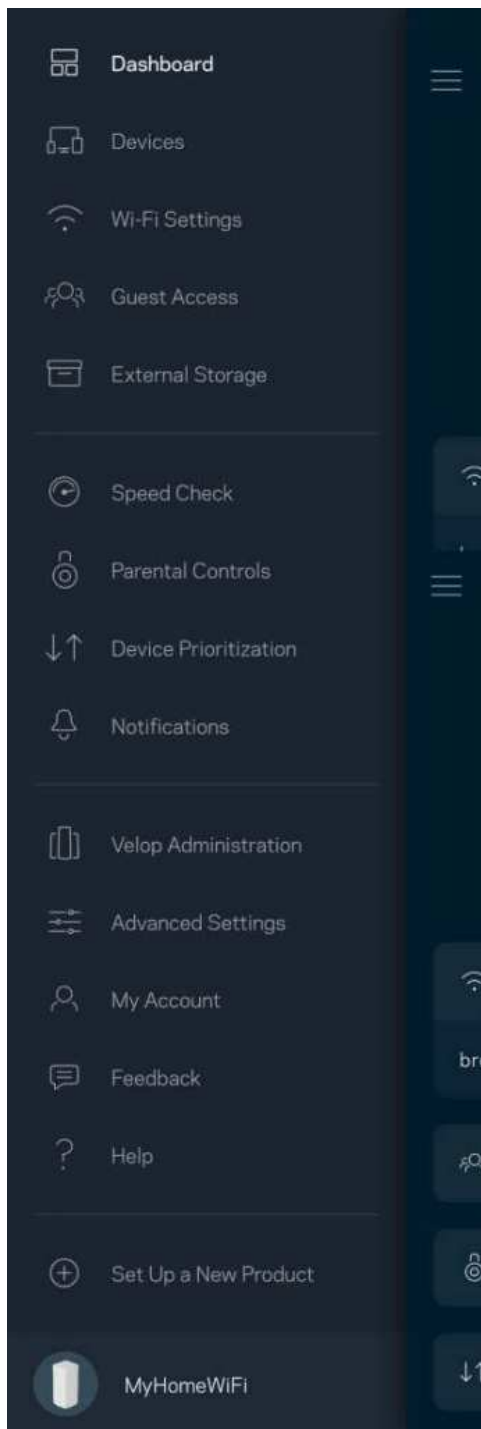 Dashboard
Devices
Wi-Fi Settings
Guest Access
External Storage
Speed Check
Parental Controls
Device Prioritization
Notifications
Velop Administration
Advanced Settings
My Account
Feedback
Help
Set Up a New Product
MyHomeWiFi